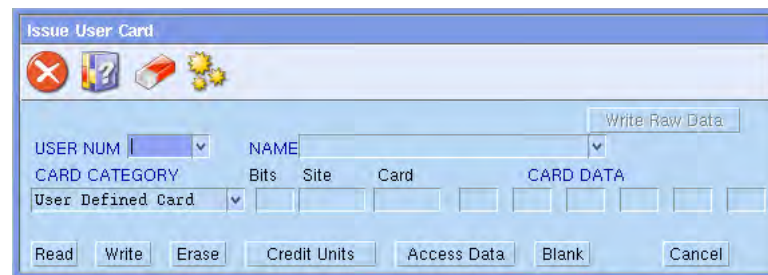 Issue User Card
Write Raw Data
USER NUM NAME
CARD CATEGORY Bits Site Card CARD DATA
User Defined Card
Read Write Erase Credit Units Access Data Blank Cancel